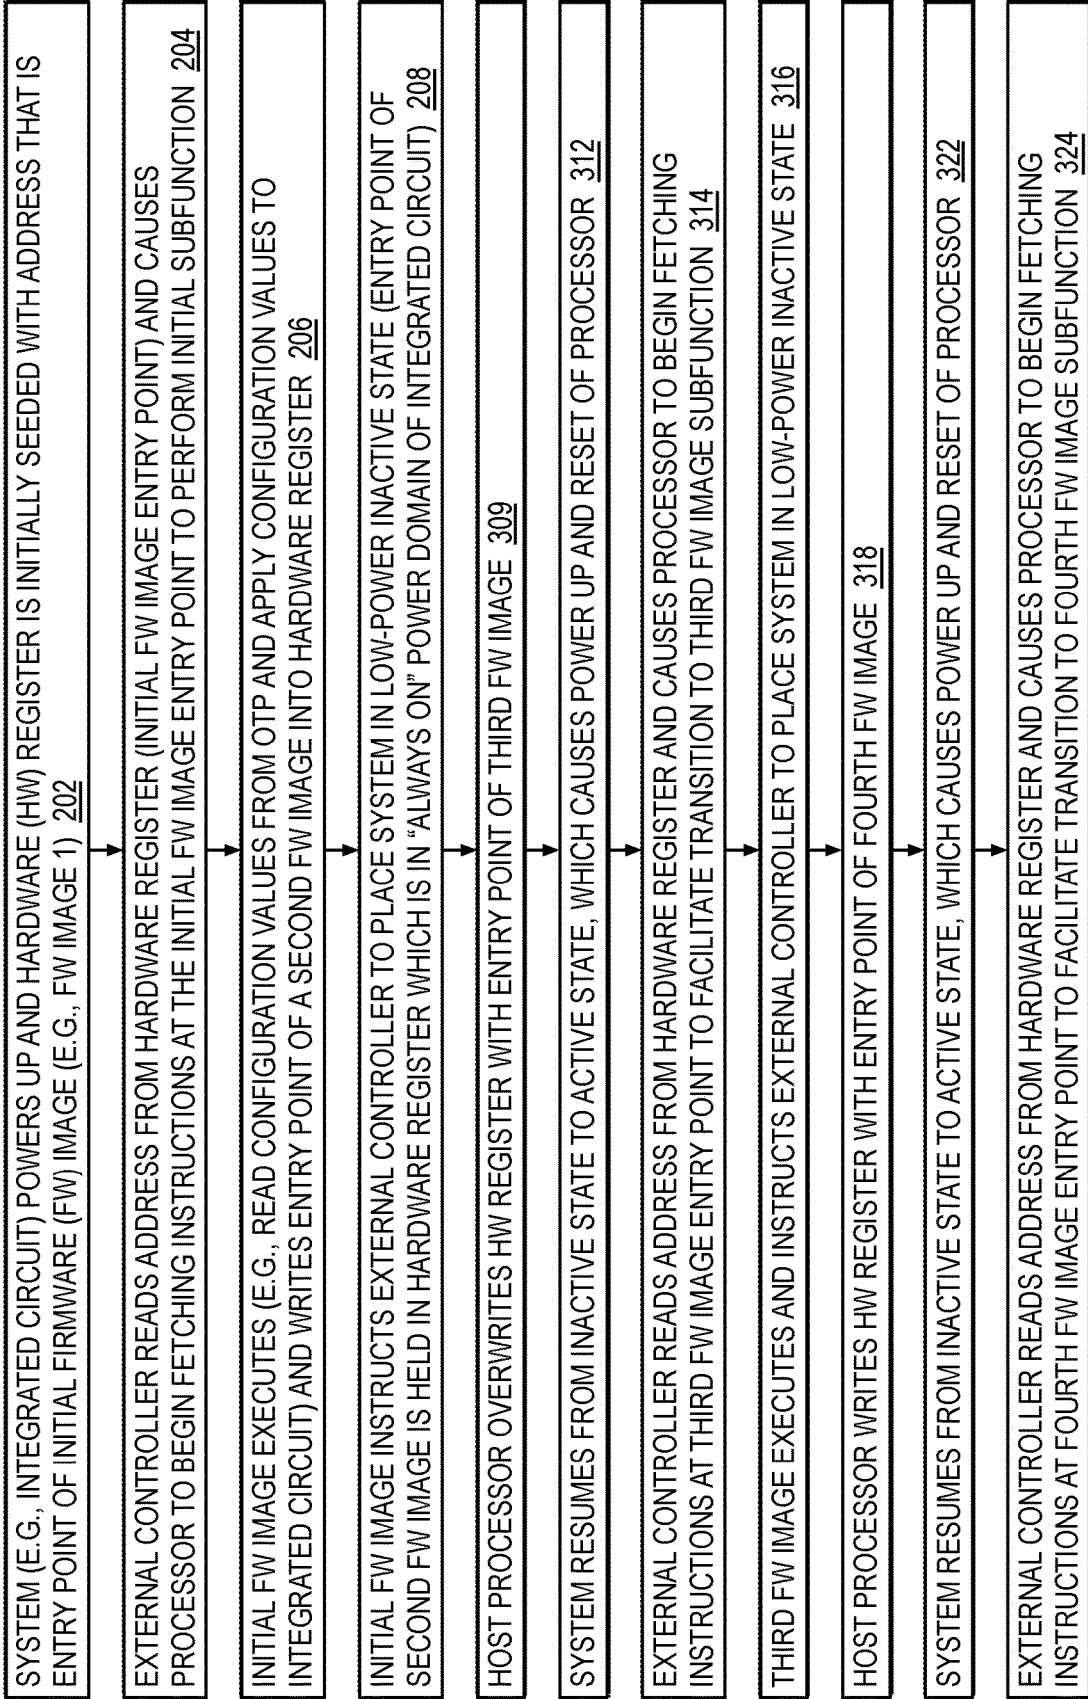 SYSTEM (E.G., INTEGRATED CIRCUIT) POWERS UP AND HARDWARE (HW) REGISTER IS INITIALLY SEEDED WITH ADDRESS THAT IS
ENTRY POINT OF INITIAL FIRMWARE (FW) IMAGE (E.G., FW IMAGE 1) 202
EXTERNAL CONTROLLER READS ADDRESS FROM HARDWARE REGISTER (INITIAL FW IMAGE ENTRY POINT) AND CAUSES
PROCESSOR TO BEGIN FETCHING INSTRUCTIONS AT THE INITIAL FW IMAGE ENTRY POINT TO PERFORM INITIAL SUBFUNCTION 204
INITIAL FW IMAGE EXECUTES (E.G., READ CONFIGURATION VALUES FROM OTP AND APPLY CONFIGURATION VALUES TO
INTEGRATED CIRCUIT) AND WRITES ENTRY POINT OF A SECOND FW IMAGE INTO HARDWARE REGISTER 206
INITIAL FW IMAGE INSTRUCTS EXTERNAL CONTROLLER TO PLACE SYSTEM IN LOW-POWER INACTIVE STATE (ENTRY POINT OF
SECOND FW IMAGE IS HELD IN HARDWARE REGISTER WHICH IS IN "ALWAYS ON" POWER DOMAIN OF INTEGRATED CIRCUIT) 208
HOST PROCESSOR OVERWRITES HW REGISTER WITH ENTRY POINT OF THIRD FW IMAGE 309
SYSTEM RESUMES FROM INACTIVE STATE TO ACTIVE STATE, WHICH CAUSES POWER UP AND RESET OF PROCESSOR 312
EXTERNAL CONTROLLER READS ADDRESS FROM HARDWARE REGISTER AND CAUSES PROCESSOR TO BEGIN FETCHING
INSTRUCTIONS AT THIRD FW IMAGE ENTRY POINT TO FACILITATE TRANSITION TO THIRD FW IMAGE SUBFUNCTION 314
THIRD FW IMAGE EXECUTES AND INSTRUCTS EXTERNAL CONTROLLER TO PLACE SYSTEM IN LOW-POWER INACTIVE STATE 316
HOST PROCESSOR WRITES HW REGISTER WITH ENTRY POINT OF FOURTH FW IMAGE 318
SYSTEM RESUMES FROM INACTIVE STATE TO ACTIVE STATE, WHICH CAUSES POWER UP AND RESET OF PROCESSOR 322
EXTERNAL CONTROLLER READS ADDRESS FROM HARDWARE REGISTER AND CAUSES PROCESSOR TO BEGIN FETCHING
INSTRUCTIONS AT FOURTH FW IMAGE ENTRY POINT TO FACILITATE TRANSITION TO FOURTH FW IMAGE SUBFUNCTION 324